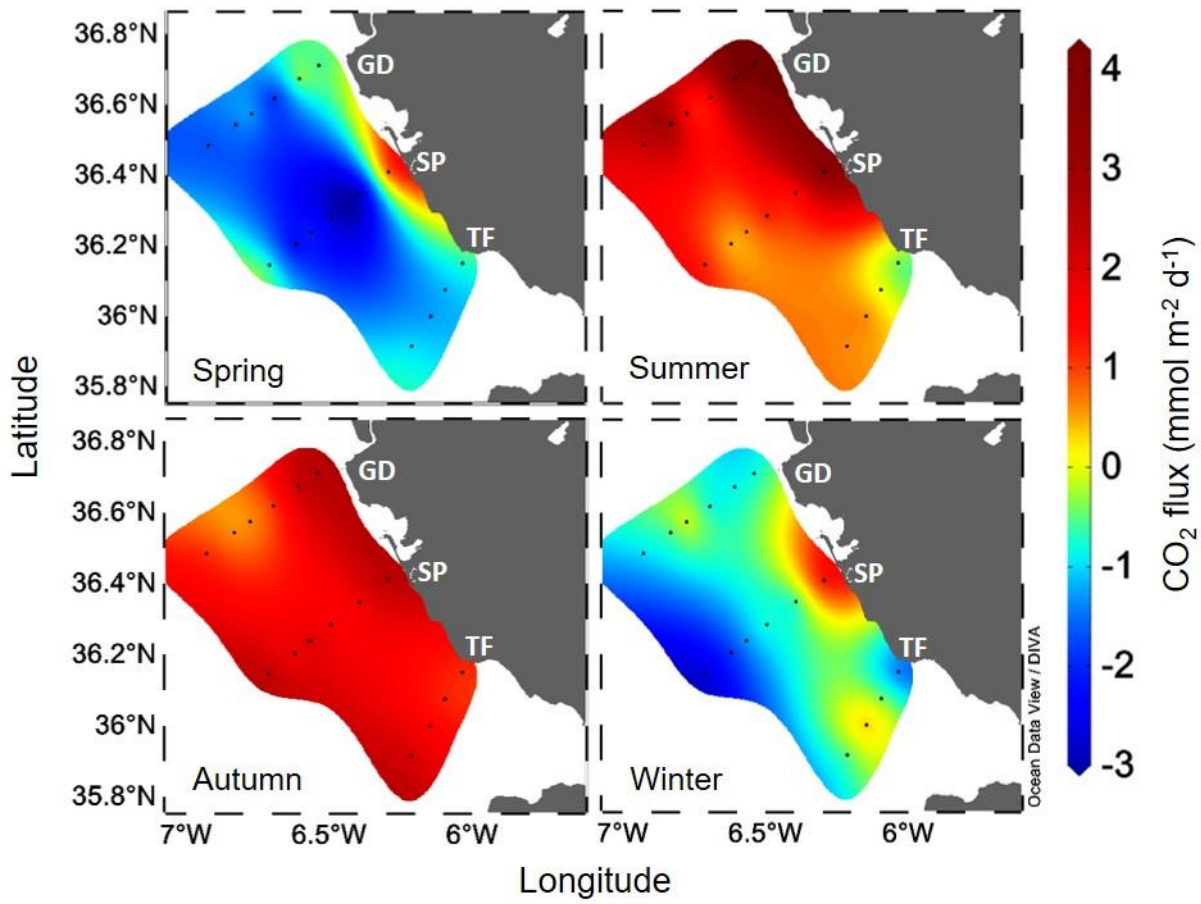 36.8°N
36.6°N
36.4°N
36.2°N
36°N
35.8°N
GD
SP
TF
Spring
GD
SP
TF
Summer
36.8°N
36.6°N
36.4°N
36.2°N
36°N
35.8°N
GD
SP
TF
Autumn
GD
SP
TF
Winter
Ocean Data View / DIVA
7°W
6.5°W
6°W
7°W
6.5°W
6°W
Latitude
Longitude
4
3
2
1
0
-1
-2
-3
CO₂ flux (mmol m⁻² d⁻¹)